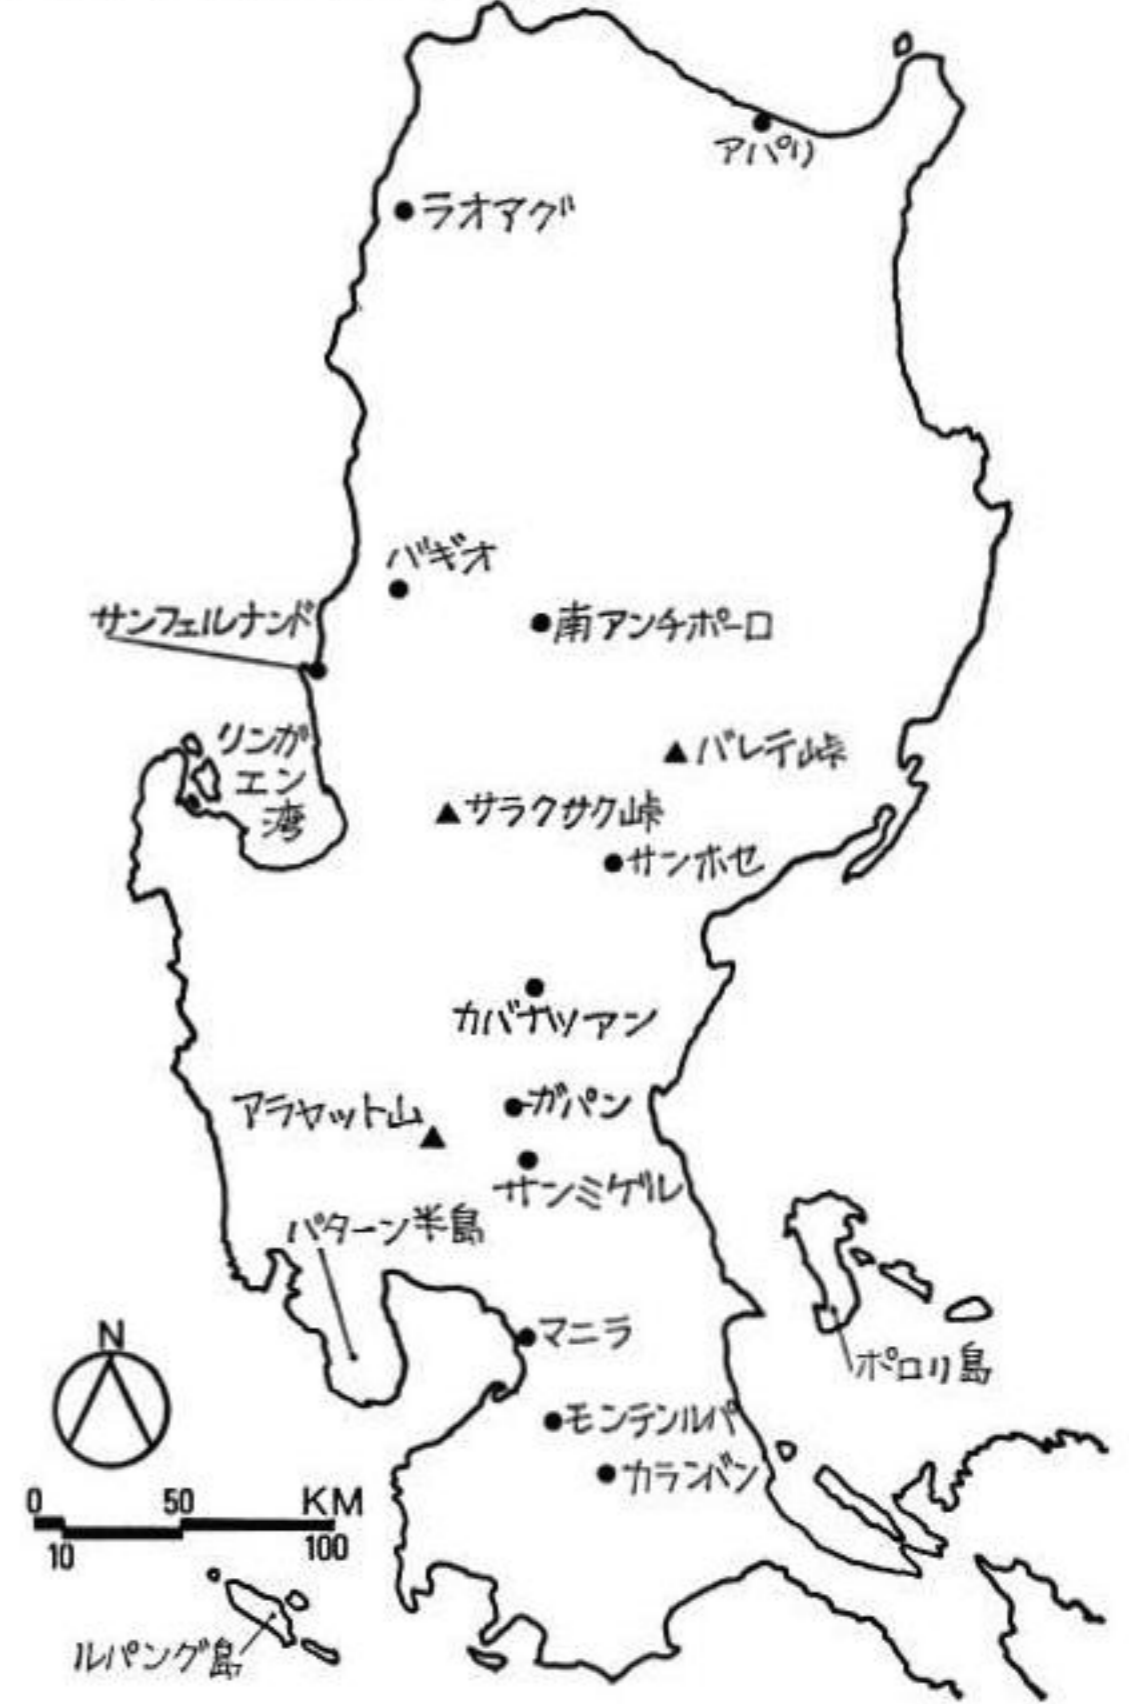 アパリ
ラオアグ
バギオ
サンフェルナンド
南アンチポーロ
リンガ
エン
湾
バレテ峠
サラクサク峠
サンホセ
カバナツアン
アラヤット山
ガパン
サンミゲル
バターン半島
マニラ
ポロリ島
N
モンテンルパ
カランバン
0 50 KM
10 100
ルパング島